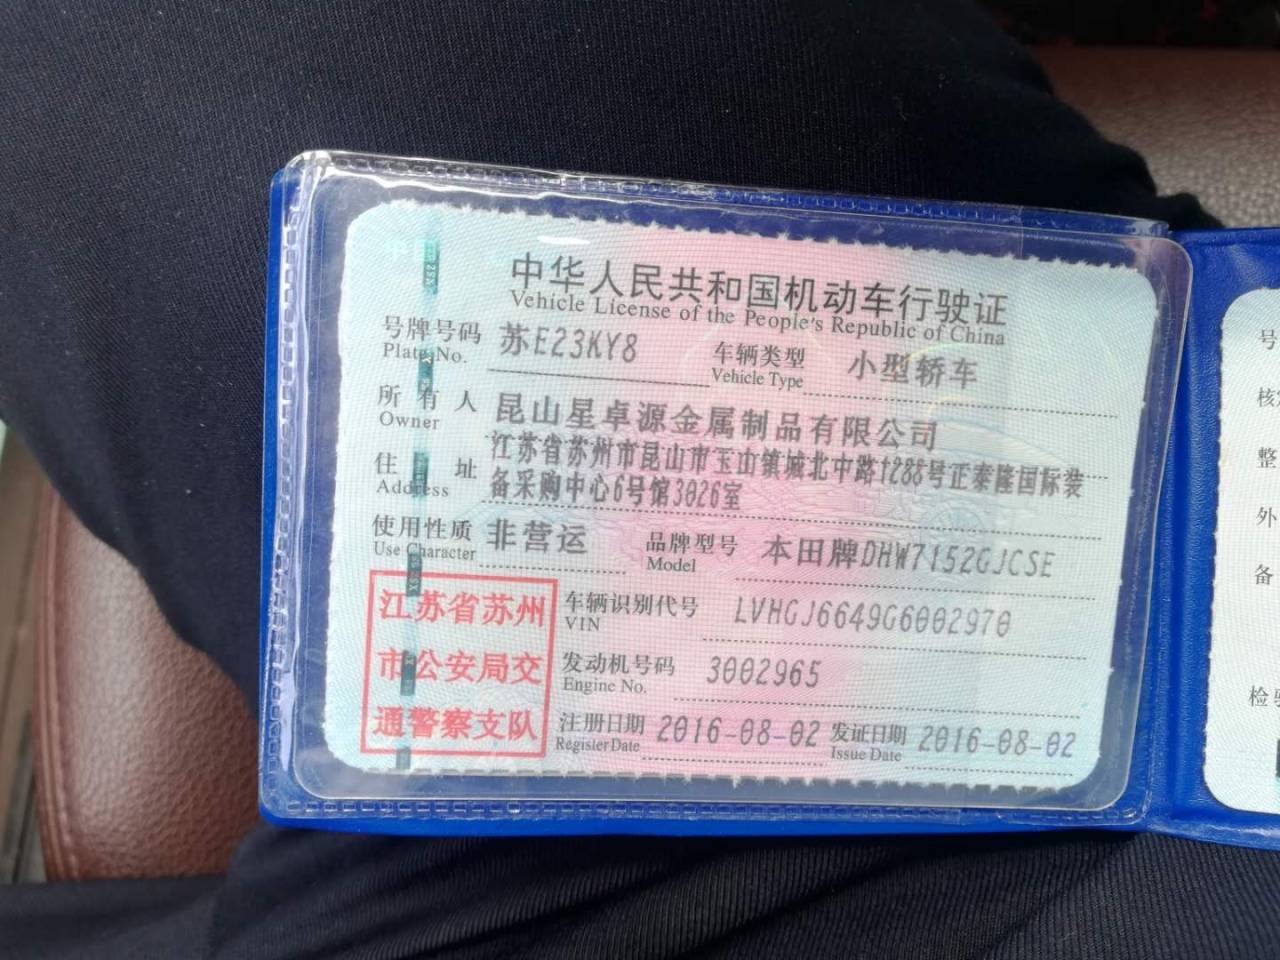 中华人民共和国机动车行驶证
Vehicle License of the People's Republic of China
号牌号码 苏E23KY8 车辆类型 小型轿车
Plate No. Vehicle Type
所有人 昆山星卓源金属制品有限公司
Owner
住址 江苏省苏州市昆山市玉山镇城北中路1288号正泰隆国际装
Address 备采购中心6号馆3026室
使用性质 非营运 品牌型号 本田牌DHW7152GJCSE
Use Character Model
江苏省苏州
市公安局交
通警察支队
车辆识别代号 LVHGJ6649G6002970
VIN
发动机号码 3002965
Engine No.
注册日期 2016-08-02 发证日期 2016-08-02
Register Date Issue Date
号
核
整
外
备
检验